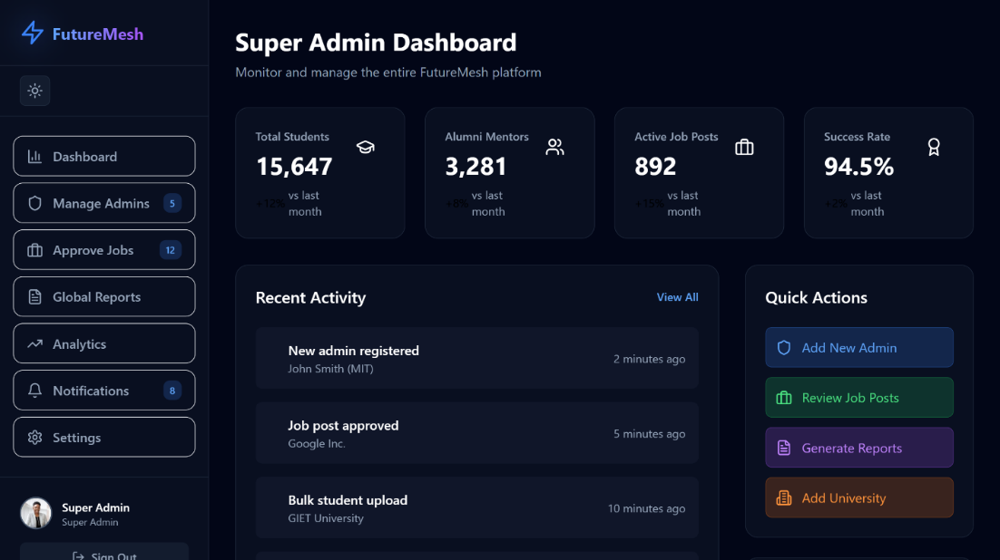 FutureMesh
Super Admin Dashboard
Monitor and manage the entire FutureMesh platform
Total Students
15,647
+12% vs last
month
Alumni Mentors
3,281
+8% vs last
month
Active Job Posts
892
+15% vs last
month
Success Rate
94.5%
+2% vs last
month
Dashboard
Manage Admins 5
Approve Jobs 12
Global Reports
Analytics
Notifications 8
Settings
Super Admin
Super Admin
Sign Out
Recent Activity
View All
New admin registered
John Smith (MIT)
2 minutes ago
Job post approved
Google Inc.
5 minutes ago
Bulk student upload
GIET University
10 minutes ago
Quick Actions
Add New Admin
Review Job Posts
Generate Reports
Add University